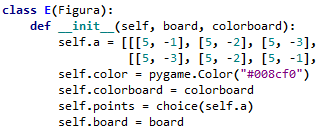 class E(Figura):
    def __init__(self, board, colorboard):
        self.a = [[[5, -1], [5, -2], [5, -3],
                  [[5, -3], [5, -2], [5, -1],
        self.color = pygame.Color("#008cf0")
        self.colorboard = colorboard
        self.points = choice(self.a)
        self.board = board